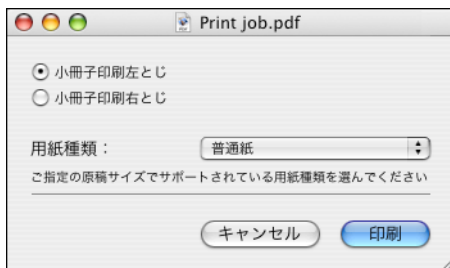 Print job.pdf
小冊子印刷左とじ
小冊子印刷右とじ
用紙種類： 普通紙
ご指定の原稿サイズでサポートされている用紙種類を選んでください
キャンセル 印刷